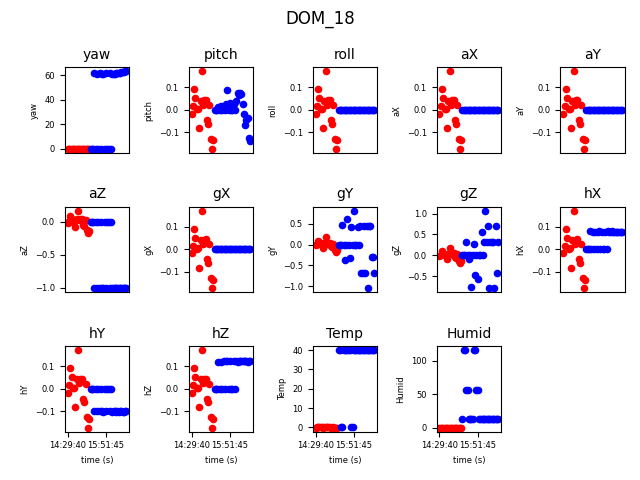 DOM_18
yaw pitch roll aX aY
60
40
20
0
yaw
0.1
0.0
−0.1
pitch
0.1
0.0
−0.1
roll
0.1
0.0
−0.1
aX
0.1
0.0
−0.1
aY
aZ gX gY gZ hX
0.0
−0.5
−1.0
aZ
0.1
0.0
−0.1
gX
0.5
0.0
−0.5
−1.0
gY
1.0
0.5
0.0
−0.5
gZ
0.1
0.0
−0.1
hX
hY hZ Temp Humid
0.1
0.0
−0.1
hY
14:29:40 15:51:45
time (s)
0.1
0.0
−0.1
hZ
14:29:40 15:51:45
time (s)
40
30
20
10
0
Temp
14:29:40 15:51:45
time (s)
100
50
0
Humid
14:29:40 15:51:45
time (s)